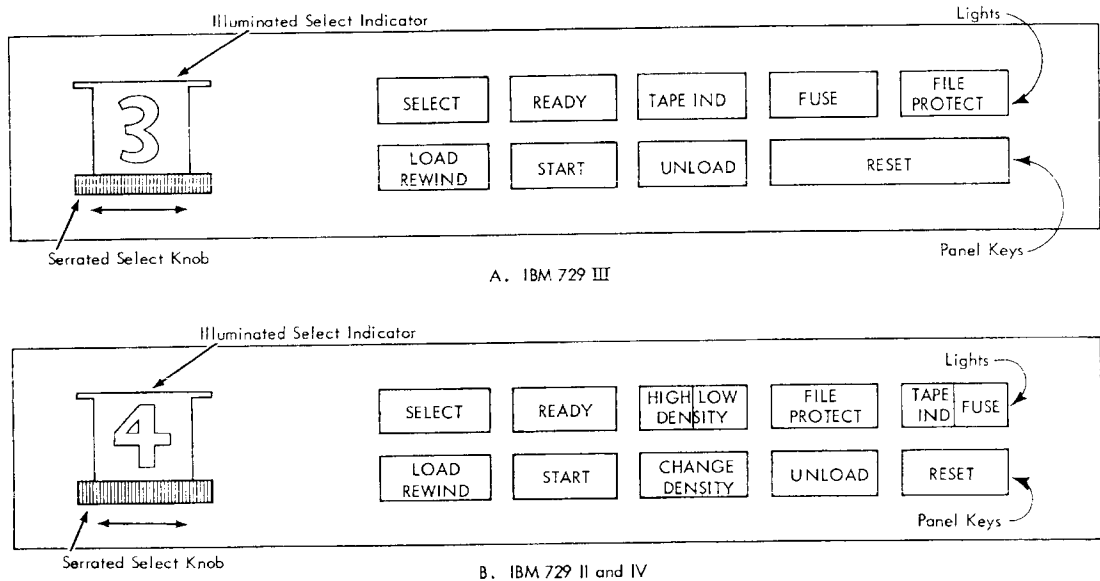 Illuminated Select Indicator
Lights
3
SELECT
READY
TAPE IND
FUSE
FILE
PROTECT
LOAD
REWIND
START
UNLOAD
RESET
Serrated Select Knob
Panel Keys
A. IBM 729 III
Illuminated Select Indicator
Lights
4
SELECT
READY
HIGH LOW
DENSITY
FILE
PROTECT
TAPE
IND
FUSE
LOAD
REWIND
START
CHANGE
DENSITY
UNLOAD
RESET
Panel Keys
Serrated Select Knob
B. IBM 729 II and IV